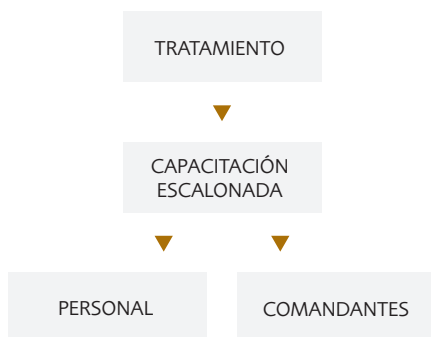 TRATAMIENTO
CAPACITACIÓN
ESCALONADA
PERSONAL
COMANDANTES